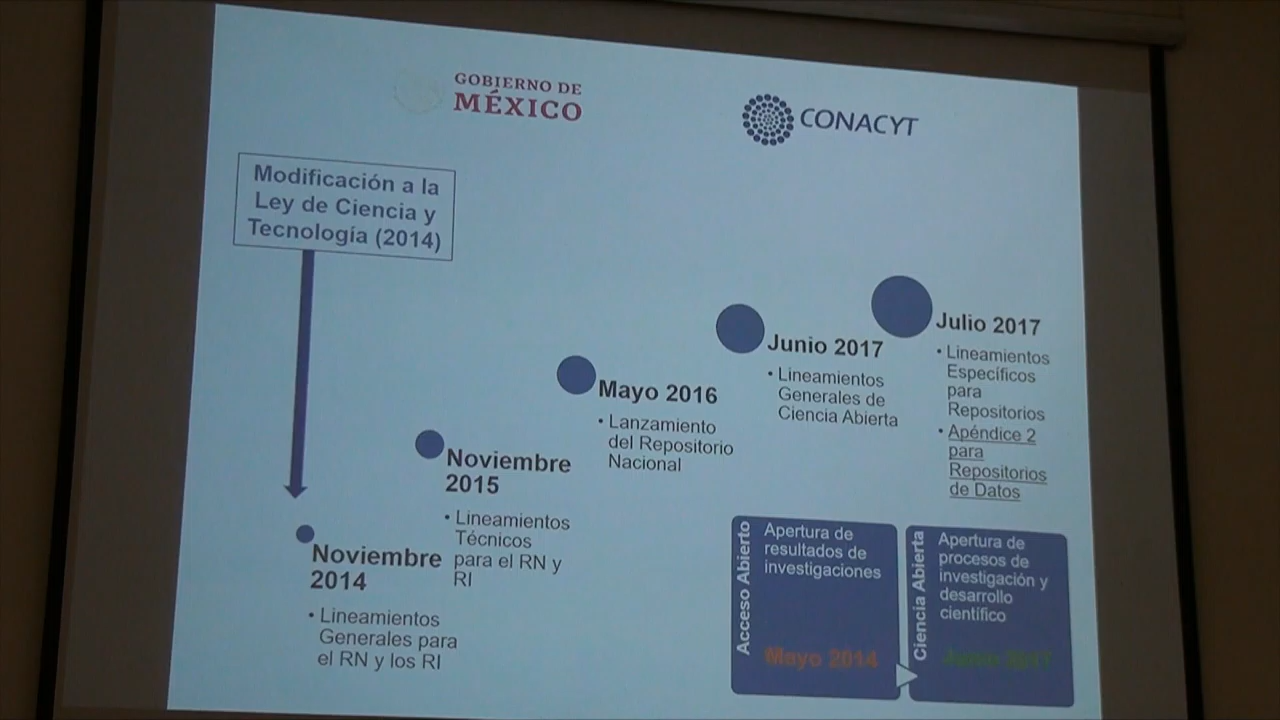 GOBIERNO DE
MÉXICO
CONACYT
Modificación a la
Ley de Ciencia y
Tecnología (2014)
Noviembre
2014
• Lineamientos
Generales para
el RN y los RI
Noviembre
2015
• Lineamientos
Técnicos
para el RN y
RI
Mayo 2016
• Lanzamiento
del Repositorio
Nacional
Junio 2017
• Lineamientos
Generales de
Ciencia Abierta
Julio 2017
• Lineamientos
Específicos
para
Repositorios
• Apéndice 2
para
Repositorios
de Datos
Acceso Abierto
Apertura de
resultados de
investigaciones
Mayo 2014
Ciencia Abierta
Apertura de
procesos de
investigación y
desarrollo
científico
2017